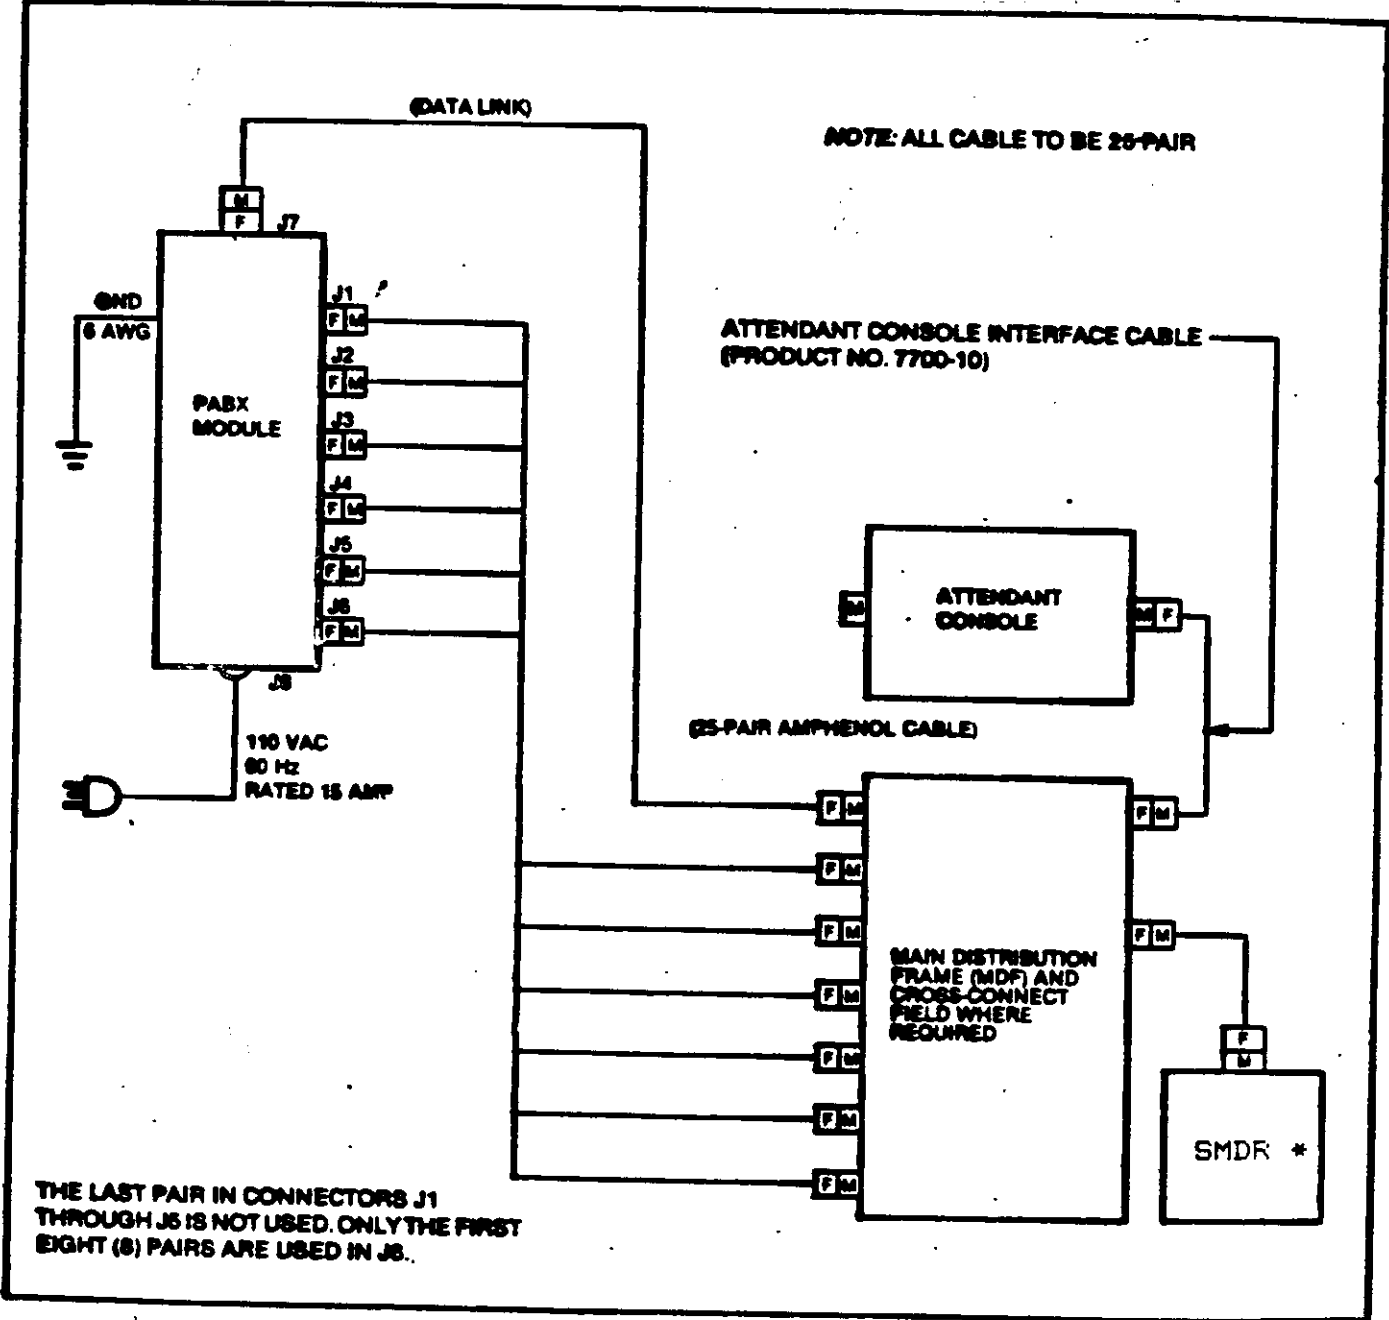 (DATA LINK)
NOTE: ALL CABLE TO BE 25-PAIR
M
F
J7
GND
6 AWG
J1
F M
J2
F M
PABX
MODULE
J3
F M
J4
F M
J5
F M
J6
F M
J8
110 VAC
60 Hz
RATED 15 AMP
ATTENDANT CONSOLE INTERFACE CABLE
(PRODUCT NO. 7700-10)
M
ATTENDANT
CONSOLE
M F
(25-PAIR AMPHENOL CABLE)
F M
F M
F M
F M
F M
F M
F M
MAIN DISTRIBUTION
FRAME (MDF) AND
CROSS-CONNECT
FIELD WHERE
REQUIRED
F M
F M
F
M
SMDR *
THE LAST PAIR IN CONNECTORS J1
THROUGH J5 IS NOT USED. ONLY THE FIRST
EIGHT (8) PAIRS ARE USED IN J6.